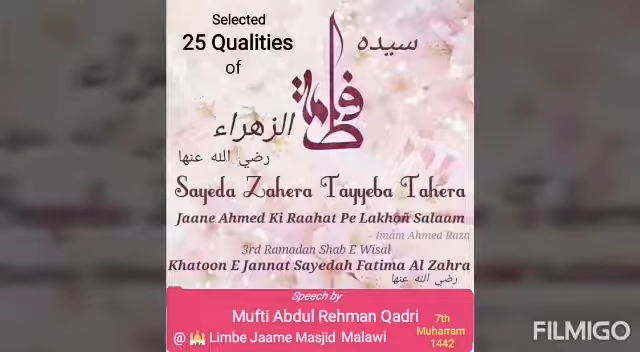 Selected
25 Qualities
of
سيده
فاطمة
الزهراء
رضي الله عنها
Sayeda Zahera Tayyeba Tahera
Jaane Ahmed Ki Raahat Pe Lakhoñ Salaam
- Imam Ahmed Raza
3rd Ramadan Shab E Wisal
Khatoon E Jannat Sayedah Fatima Al Zahra
رضي الله عنها
Speech by
Mufti Abdul Rehman Qadri
@ 🕌 Limbe Jaame Masjid Malawi
7th
Muharram
1442
FILMIGO